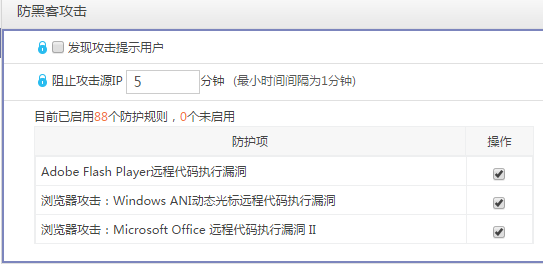 防黑客攻击
发现攻击提示用户
阻止攻击源IP 5 分钟 (最小时间间隔为1分钟)
目前已启用88个防护规则，0个未启用
防护项 操作
Adobe Flash Player远程代码执行漏洞
浏览器攻击：Windows ANI动态光标远程代码执行漏洞
浏览器攻击：Microsoft Office 远程代码执行漏洞 II